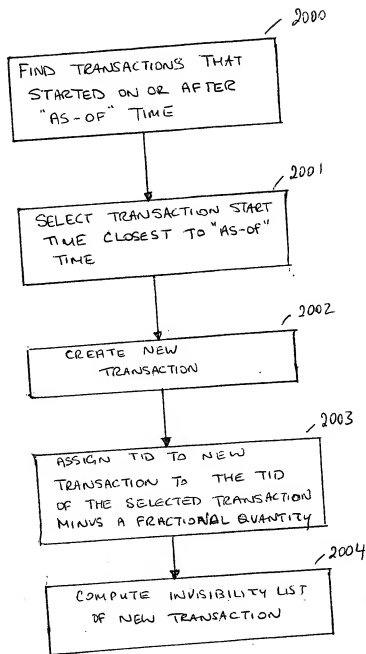 2000
FIND TRANSACTIONS THAT
STARTED ON OR AFTER
"AS-OF" TIME
2001
SELECT TRANSACTION START
TIME CLOSEST TO "AS-OF"
TIME
2002
CREATE NEW
TRANSACTION
2003
ASSIGN TID TO NEW
TRANSACTION TO THE TID
OF THE SELECTED TRANSACTION
MINUS A FRACTIONAL QUANTITY
2004
COMPUTE INVISIBILITY LIST
OF NEW TRANSACTION